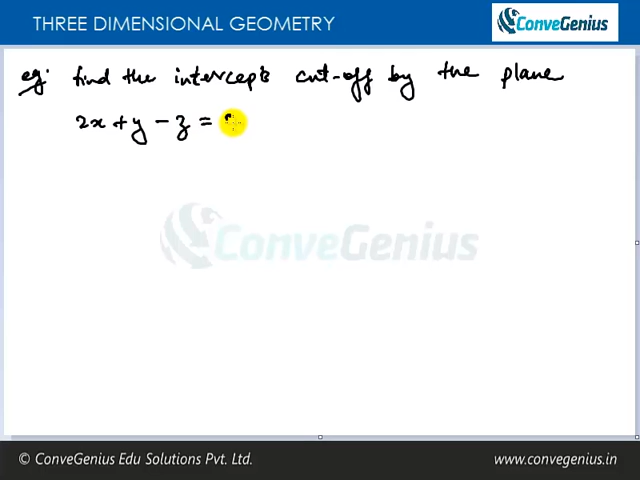 THREE DIMENSIONAL GEOMETRY
ConveGenius
eg: find the intercepts cut-off by the plane
2x + y - z =
ConveGenius
© ConveGenius Edu Solutions Pvt. Ltd.
www.convegenius.in